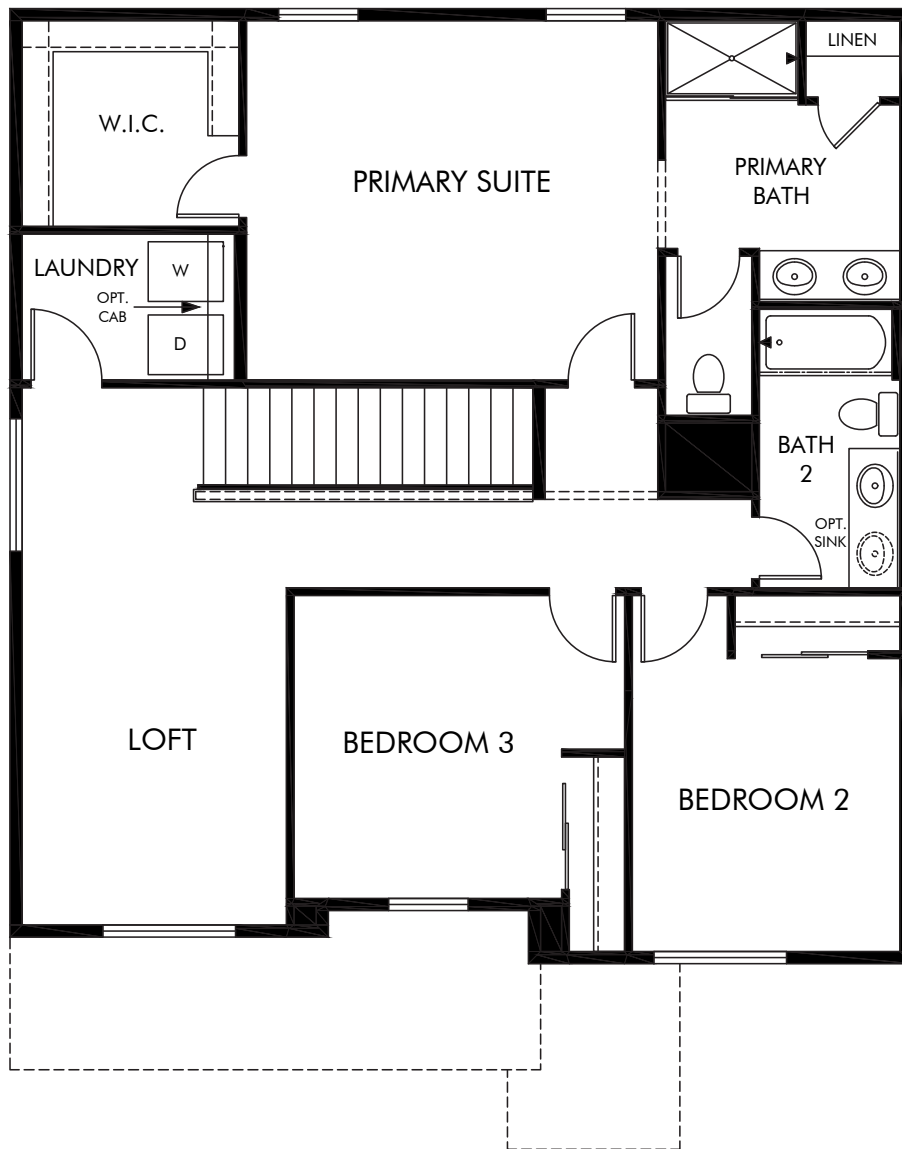 LINEN
W.I.C.
PRIMARY SUITE
PRIMARY
BATH
LAUNDRY
W
OPT.
CAB
D
BATH
2
OPT.
SINK
LOFT
BEDROOM 3
BEDROOM 2